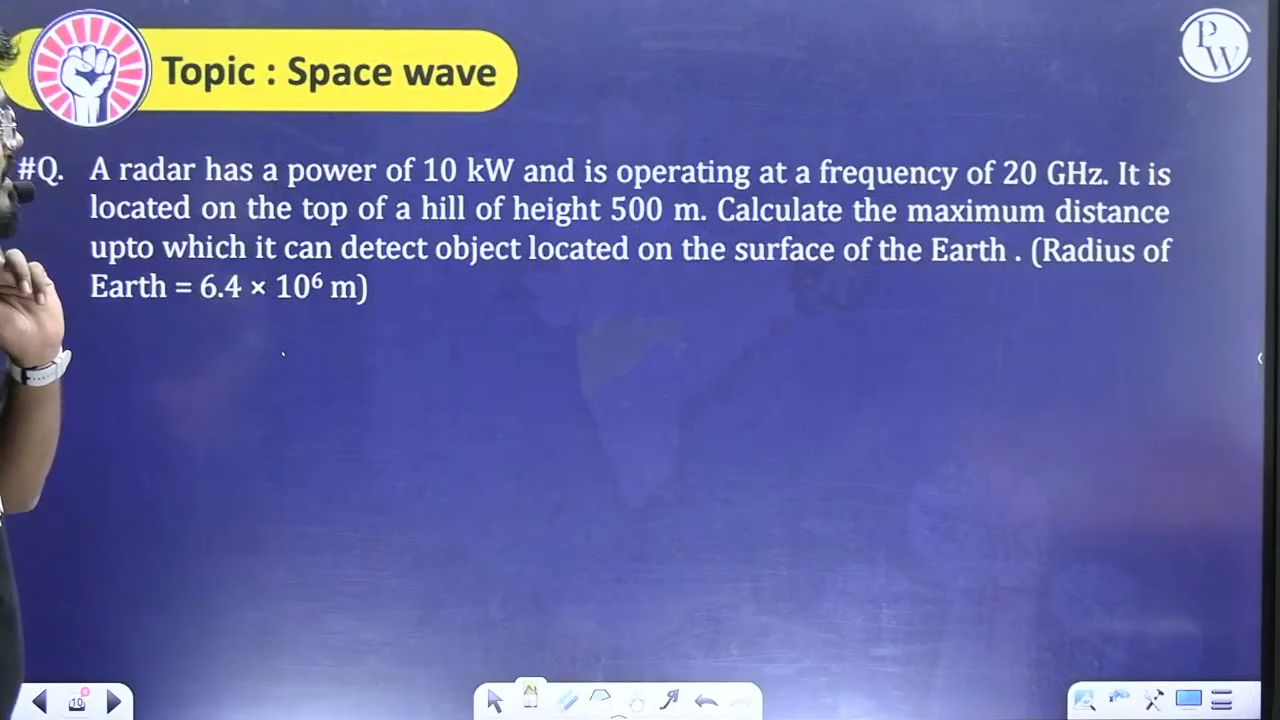 PW
Topic : Space wave
#Q. A radar has a power of 10 kW and is operating at a frequency of 20 GHz. It is
located on the top of a hill of height 500 m. Calculate the maximum distance
upto which it can detect object located on the surface of the Earth . (Radius of
Earth = 6.4 × 10⁶ m)
10